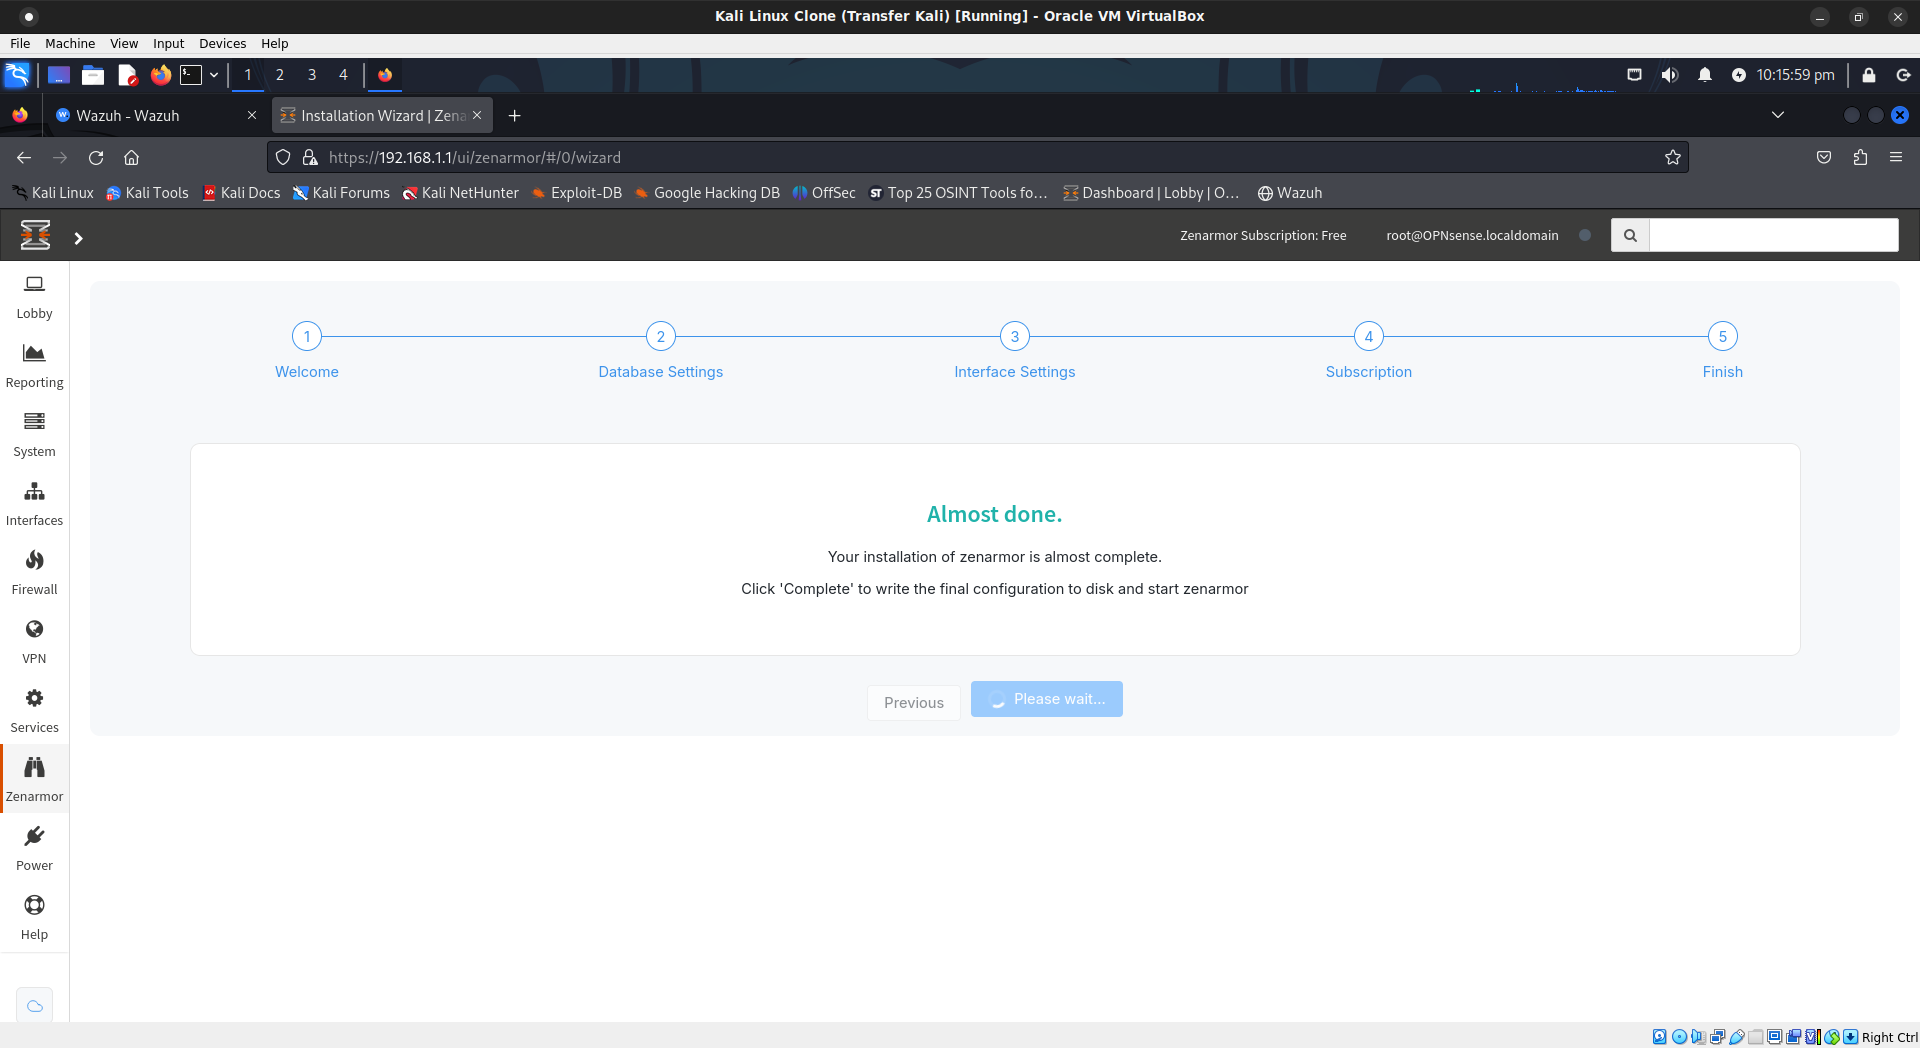 Kali Linux Clone (Transfer Kali) [Running] - Oracle VM VirtualBox
File Machine View Input Devices Help
1 2 3 4 10:15:59 pm
Wazuh - Wazuh
Installation Wizard | Zena
https://192.168.1.1/ui/zenarmor/#/0/wizard
Kali Linux Kali Tools Kali Docs Kali Forums Kali NetHunter Exploit-DB Google Hacking DB OffSec ST Top 25 OSINT Tools fo... Dashboard | Lobby | O... Wazuh
Zenarmor Subscription: Free root@OPNsense.localdomain
Lobby
Reporting
System
Interfaces
Firewall
VPN
Services
Zenarmor
Power
Help
1 2 3 4 5
Welcome Database Settings Interface Settings Subscription Finish
Almost done.
Your installation of zenarmor is almost complete.
Click 'Complete' to write the final configuration to disk and start zenarmor
Previous Please wait...
Right Ctrl